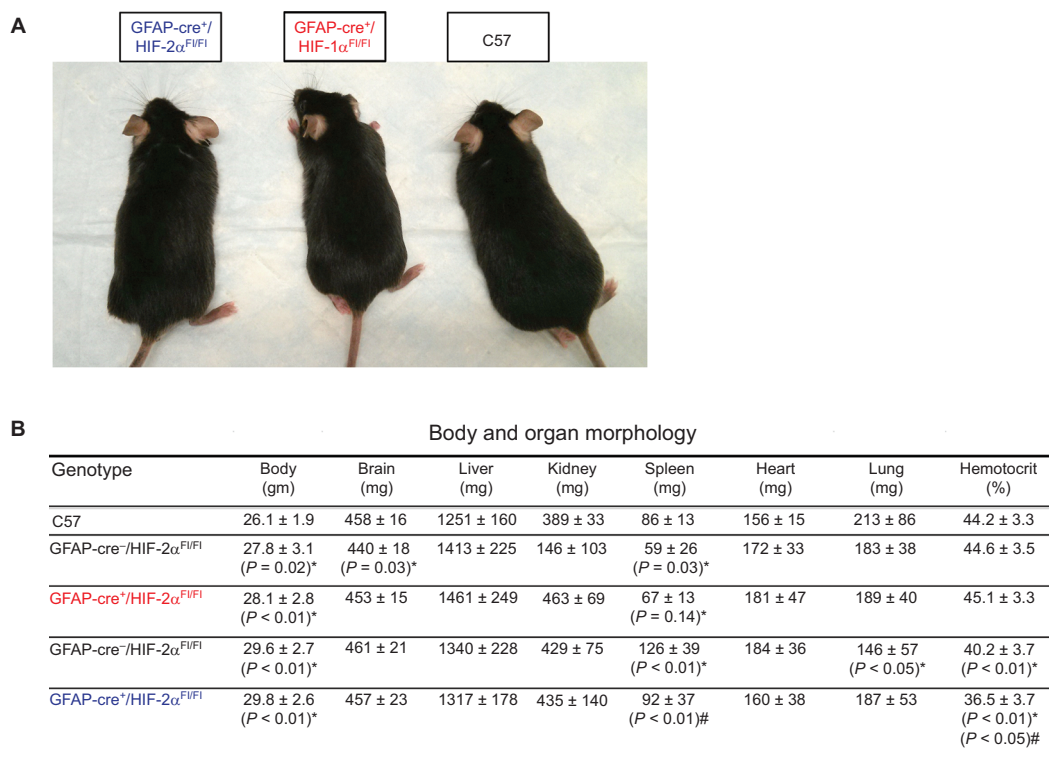 A
GFAP-cre⁺/
HIF-2α^Fl/Fl
GFAP-cre⁺/
HIF-1α^Fl/Fl
C57
B
Body and organ morphology
Genotype Body (gm) Brain (mg) Liver (mg) Kidney (mg) Spleen (mg) Heart (mg) Lung (mg) Hemotocrit (%)
C57 26.1 ± 1.9 458 ± 16 1251 ± 160 389 ± 33 86 ± 13 156 ± 15 213 ± 86 44.2 ± 3.3
GFAP-cre⁻/HIF-2α^Fl/Fl 27.8 ± 3.1 440 ± 18 1413 ± 225 146 ± 103 59 ± 26 172 ± 33 183 ± 38 44.6 ± 3.5
(P = 0.02)* (P = 0.03)* (P = 0.03)*
GFAP-cre⁺/HIF-2α^Fl/Fl 28.1 ± 2.8 453 ± 15 1461 ± 249 463 ± 69 67 ± 13 181 ± 47 189 ± 40 45.1 ± 3.3
(P < 0.01)* (P = 0.14)*
GFAP-cre⁻/HIF-2α^Fl/Fl 29.6 ± 2.7 461 ± 21 1340 ± 228 429 ± 75 126 ± 39 184 ± 36 146 ± 57 40.2 ± 3.7
(P < 0.01)* (P < 0.01)* (P < 0.05)* (P < 0.01)*
GFAP-cre⁺/HIF-2α^Fl/Fl 29.8 ± 2.6 457 ± 23 1317 ± 178 435 ± 140 92 ± 37 160 ± 38 187 ± 53 36.5 ± 3.7
(P < 0.01)* (P < 0.01)# (P < 0.01)*
(P < 0.05)#